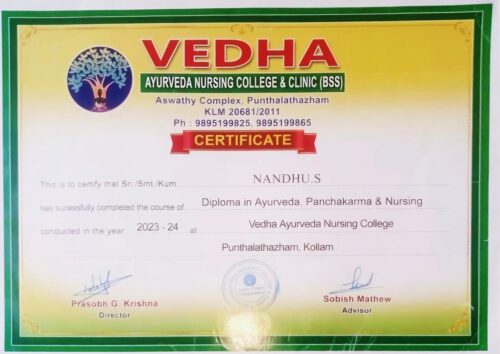 VEDHA
AYURVEDA NURSING COLLEGE & CLINIC (BSS)
Aswathy Complex, Punthalathazham
KLM 20681/2011
Ph : 9895199825, 9895199865
CERTIFICATE
This is to certify that Sri./Smt./Kum NANDHU.S
has sucessfully completed the course of Diploma in Ayurveda, Panchakarma & Nursing
conducted in the year 2023 - 24 at Vedha Ayurveda Nursing College
Punthalathazham, Kollam
Prasobh G. Krishna
Director
Sobish Mathew
Advisor